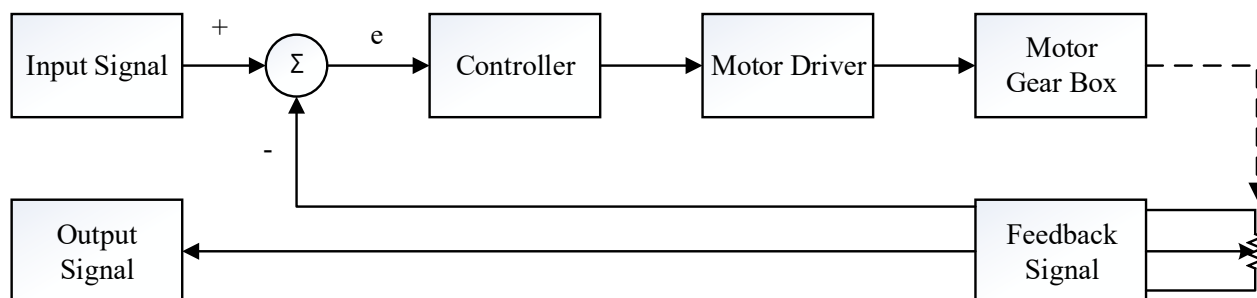 +
e
Input Signal
Σ
Controller
Motor Driver
Motor
Gear Box
-
Output
Signal
Feedback
Signal